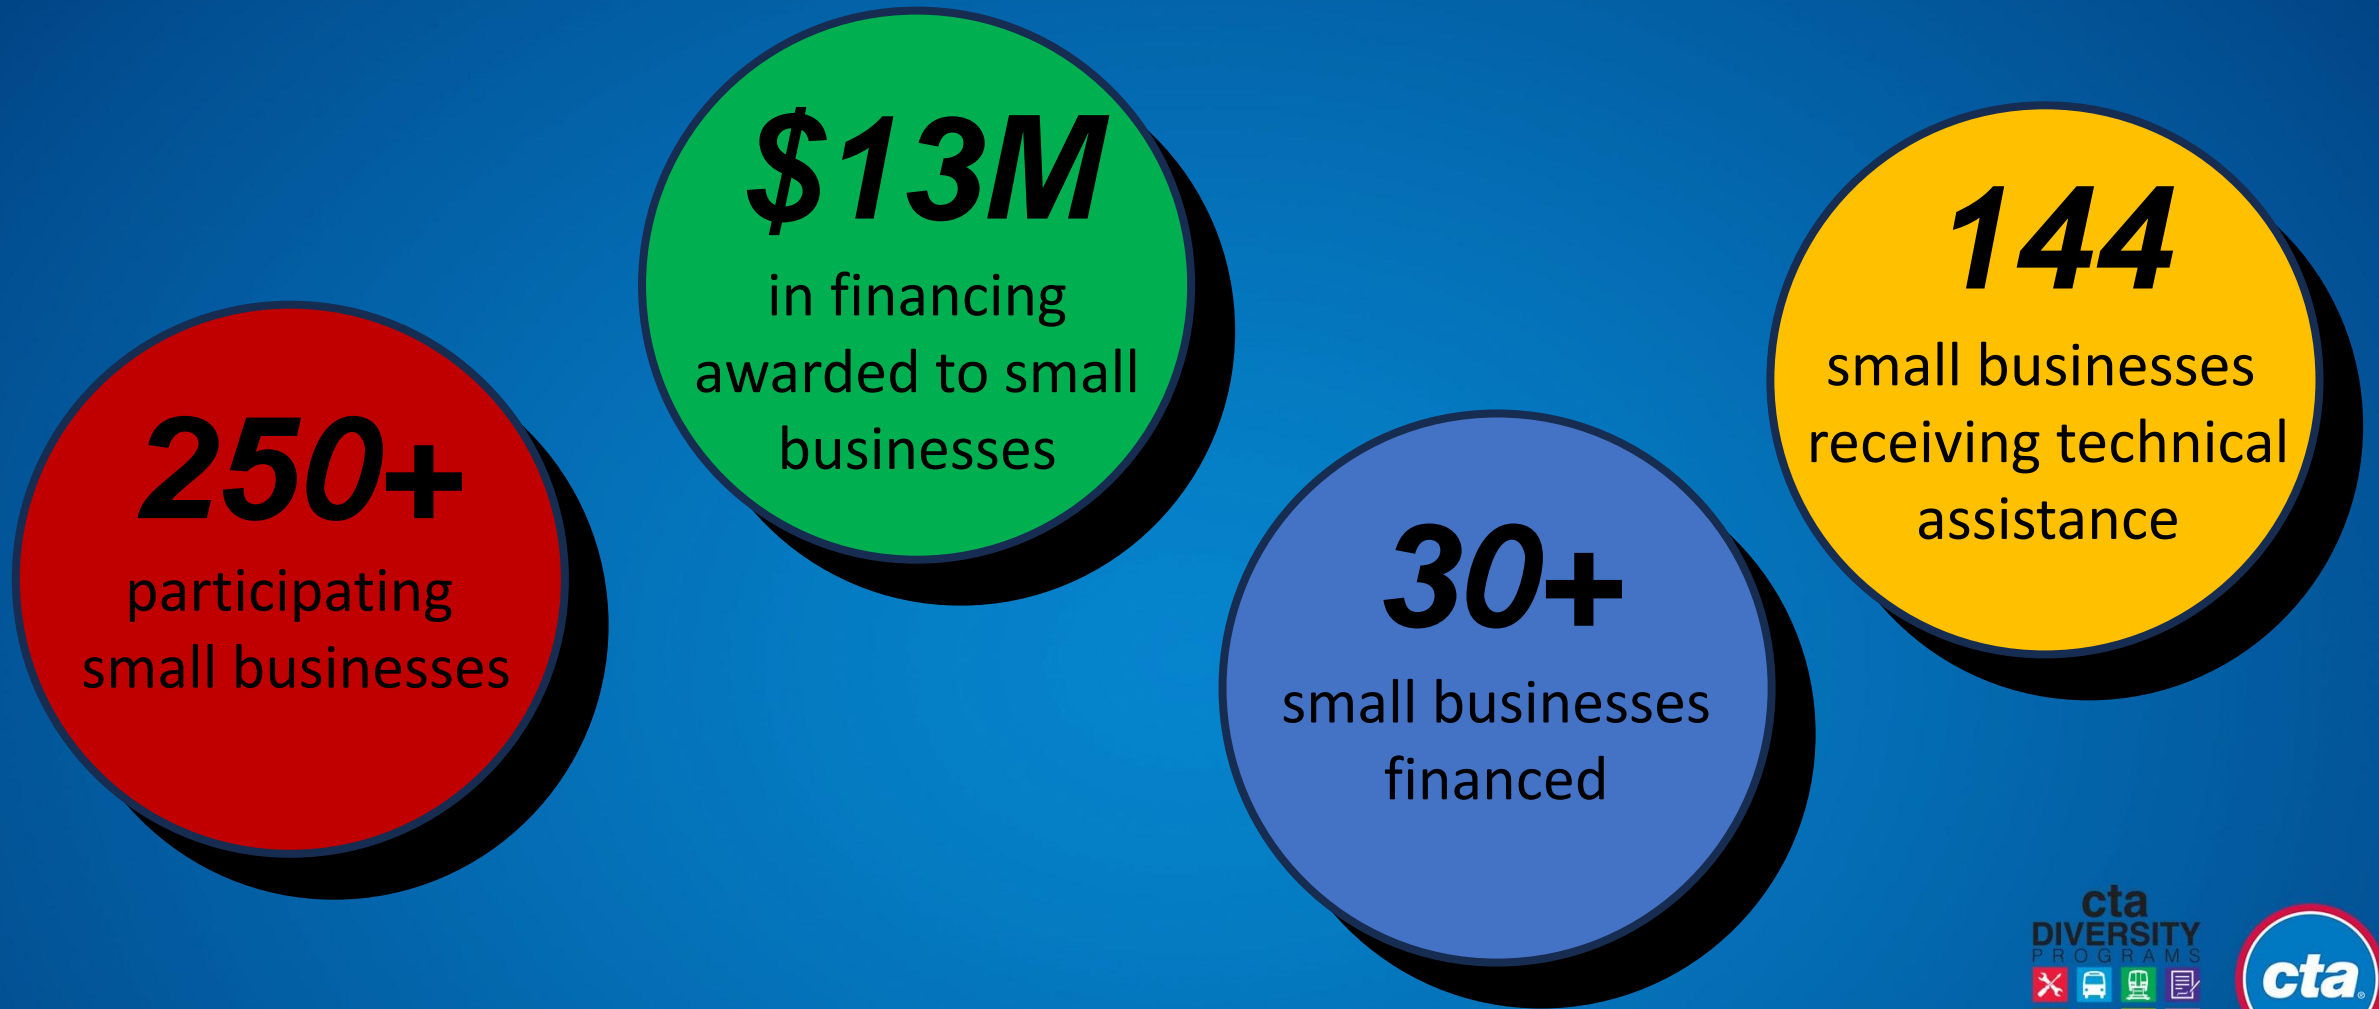 250+
participating
small businesses
$13M
in financing
awarded to small
businesses
30+
small businesses
financed
144
small businesses
receiving technical
assistance
cta
DIVERSITY
PROGRAMS
cta®